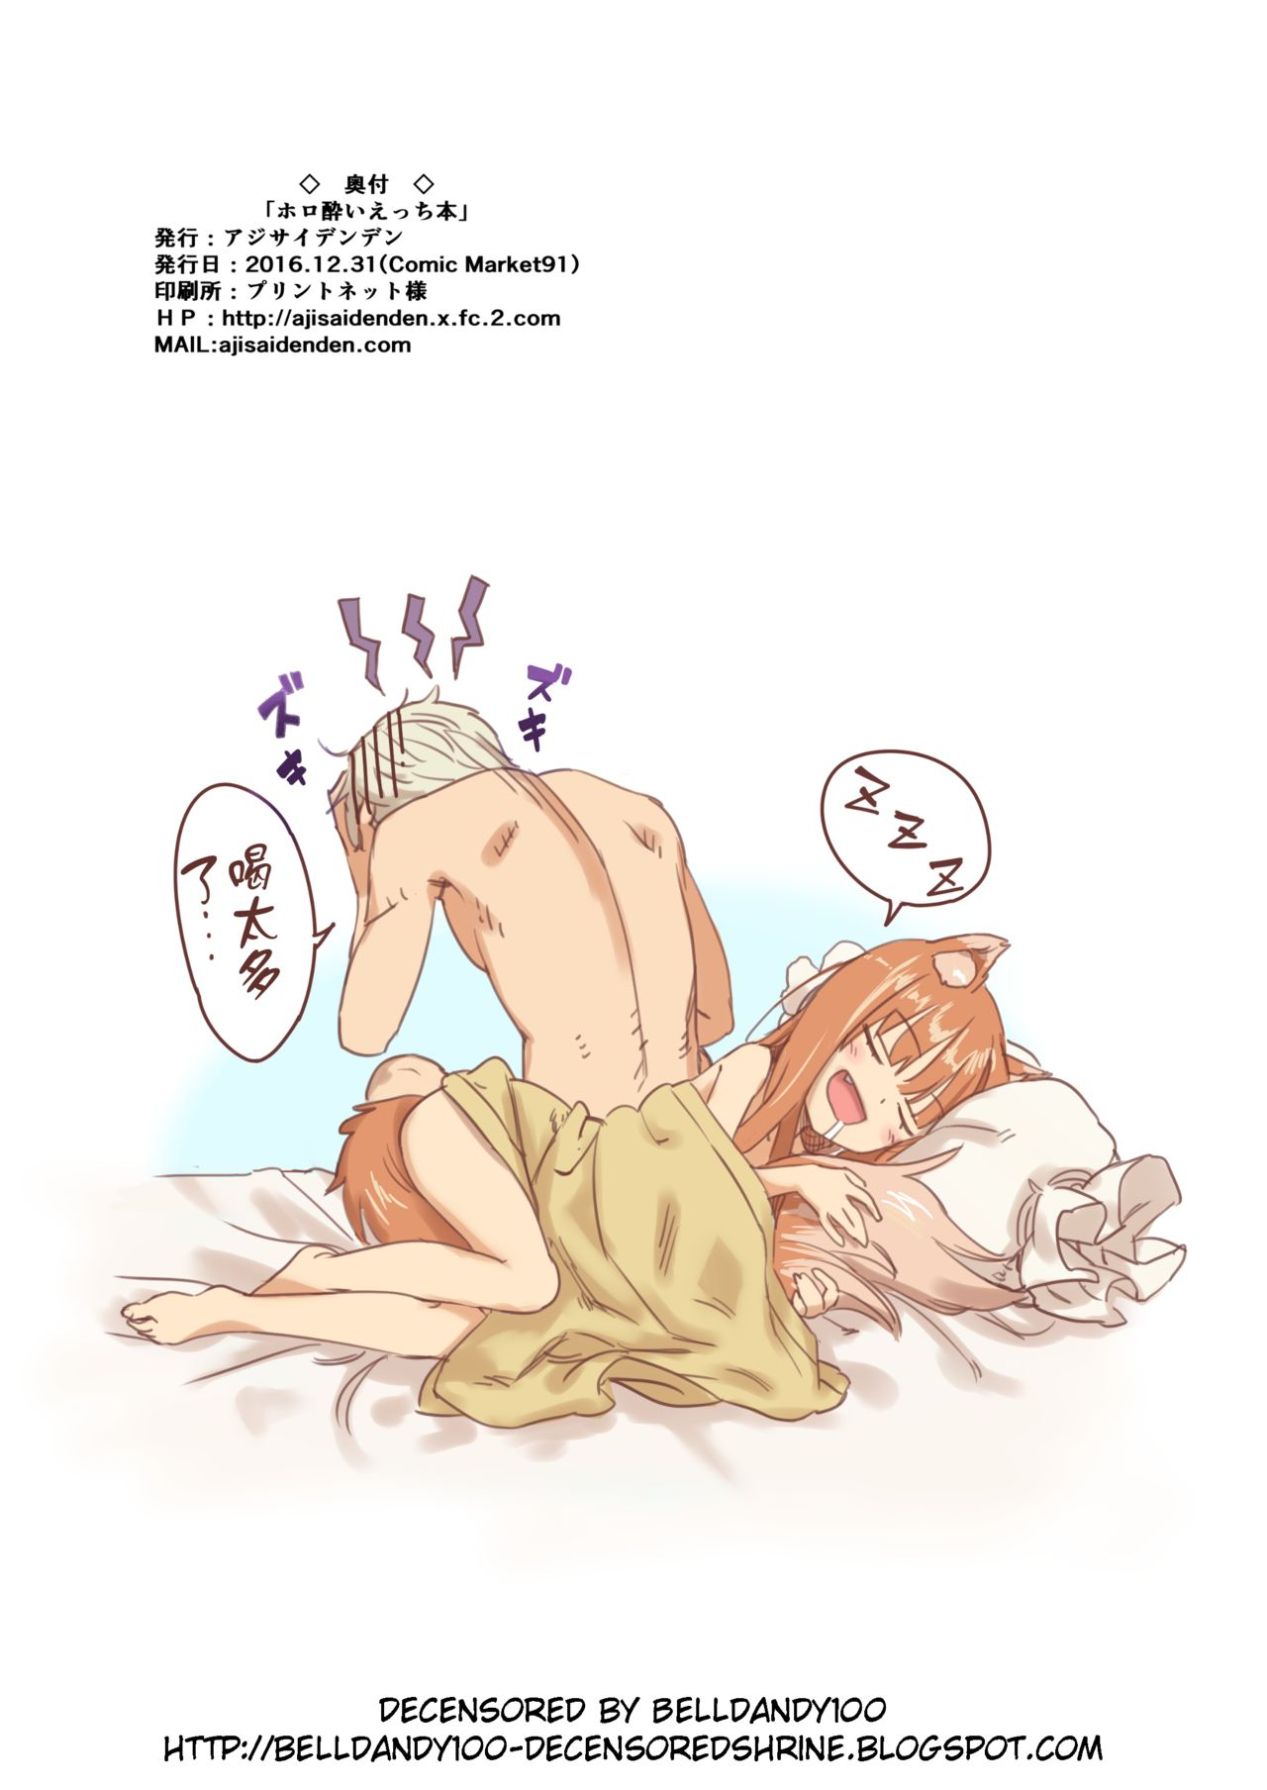 ◇ 奥付 ◇
「ホロ酔いえっち本」
発行：アジサイデンデン
発行日：2016.12.31(Comic Market91)
印刷所：プリントネット様
ＨＰ：http://ajisaidenden.x.fc.2.com
MAIL:ajisaidenden.com
ズキ
ズキ
Z Z Z
喝太多
了‥‥
DECENSORED BY BELLDANDY100
HTTP://BELLDANDY100-DECENSOREDSHRINE.BLOGSPOT.COM